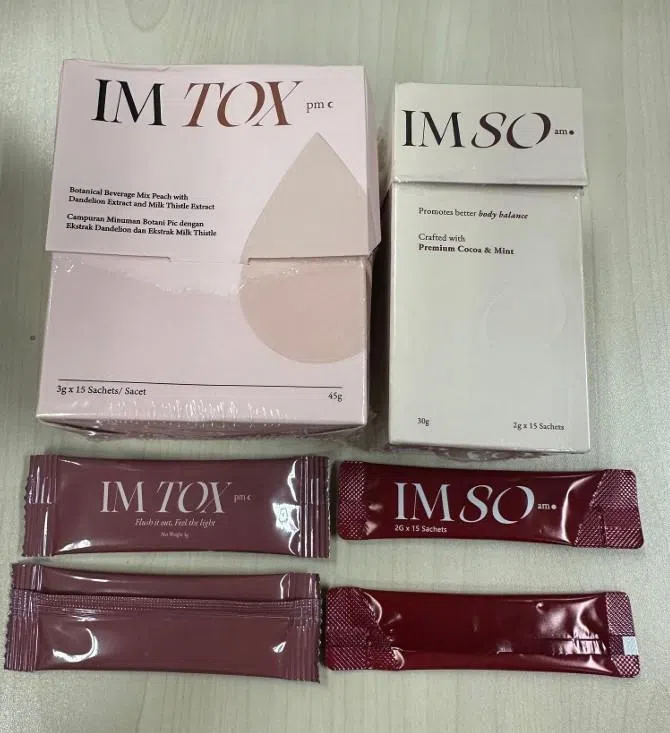 IM TOX pm
Botanical Beverage Mix Peach with
Dandelion Extract and Milk Thistle Extract
Campuran Minuman Botani Pic dengan
Ekstrak Dandelion dan Ekstrak Milk Thistle
3g x 15 Sachets/ Sacet
45g
IM SO am
Promotes better body balance
Crafted with
Premium Cocoa & Mint
30g
2g x 15 Sachets
IM TOX pm
Flush it out, Feel the light
Net Weight 3g
IM SO am
2G x 15 Sachets